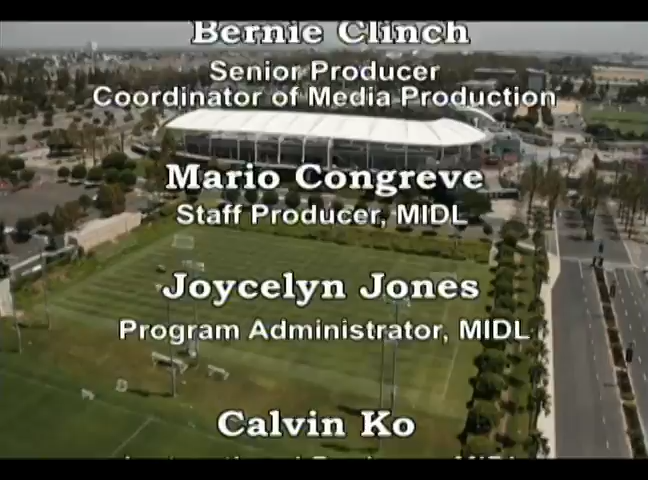 Bernie Clinch
Senior Producer
Coordinator of Media Production
Mario Congreve
Staff Producer, MIDL
Joycelyn Jones
Program Administrator, MIDL
Calvin Ko